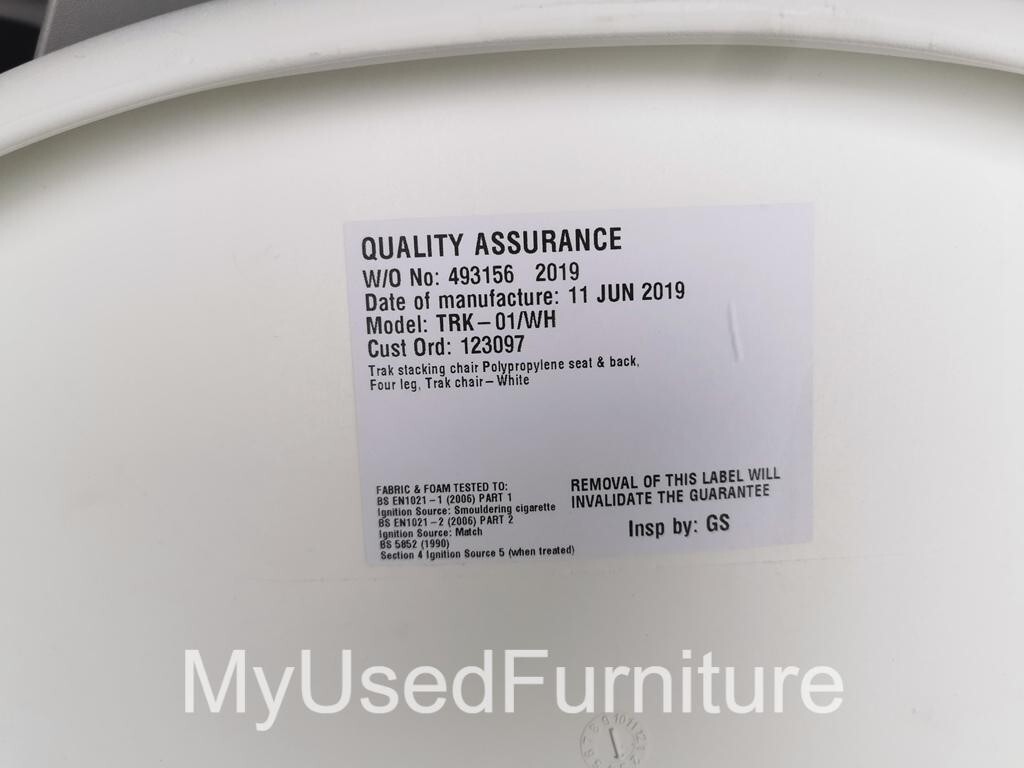 QUALITY ASSURANCE
W/O No: 493156 2019
Date of manufacture: 11 JUN 2019
Model: TRK-01/WH
Cust Ord: 123097
Trak stacking chair Polypropylene seat & back,
Four leg, Trak chair-White
FABRIC & FOAM TESTED TO:
BS EN1021-1 (2006) PART 1
Ignition Source: Smouldering cigarette
BS EN1021-2 (2006) PART 2
Ignition Source: Match
BS 5852 (1990)
Section 4 Ignition Source 5 (when treated)
REMOVAL OF THIS LABEL WILL
INVALIDATE THE GUARANTEE
Insp by: GS
MyUsedFurniture